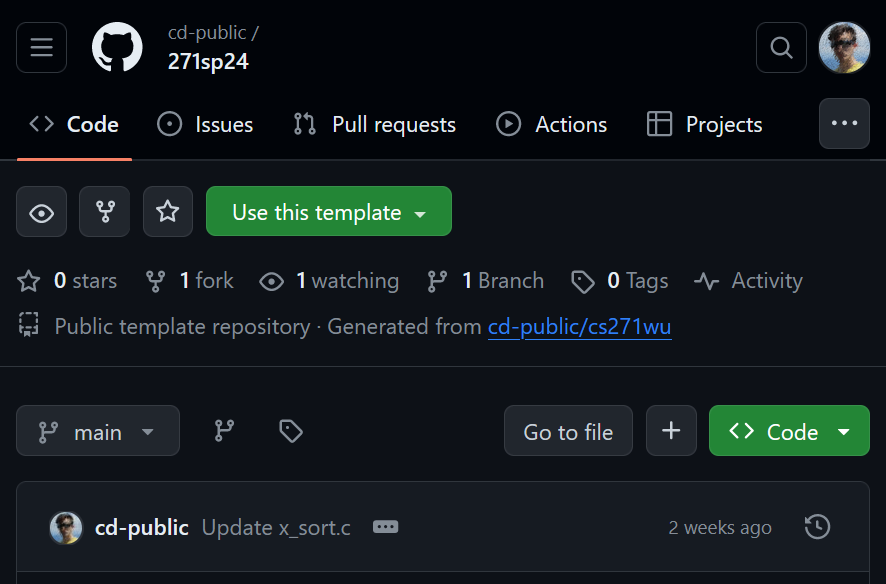 cd-public /
271sp24
Code Issues Pull requests Actions Projects
Use this template
0 stars 1 fork 1 watching 1 Branch 0 Tags Activity
Public template repository · Generated from cd-public/cs271wu
main Go to file Code
cd-public Update x_sort.c 2 weeks ago